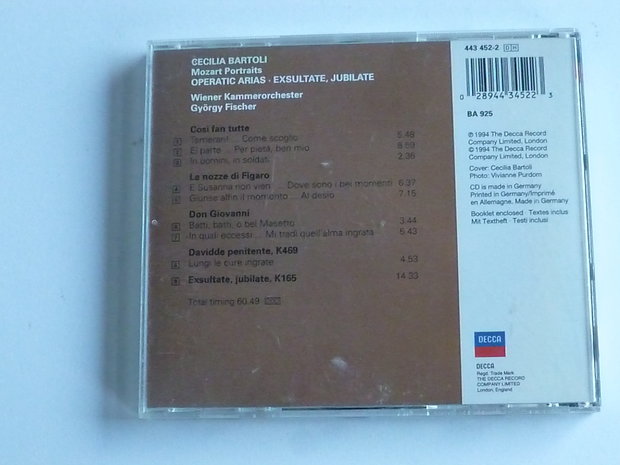 CECILIA BARTOLI
Mozart Portraits
OPERATIC ARIAS · EXSULTATE, JUBILATE
Wiener Kammerorchester
György Fischer
Così fan tutte
1 Temerari! ... Come scoglio 5.48
2 Ei parte ... Per pietà, ben mio 8.59
3 In uomini, in soldati 2.36
Le nozze di Figaro
4 E Susanna non vien ... Dove sono i bei momenti 6.37
5 Giunse alfin il momento ... Al desio 7.15
Don Giovanni
6 Batti, batti, o bel Masetto 3.44
7 In quali eccessi ... Mi tradì quell'alma ingrata 5.43
Davidde penitente, K469
8 Lungi le cure ingrate 4.53
9 Exsultate, jubilate, K165 14.33
Total timing 60.49 DDD
443 452-2 DH
0 28944 34522 3
BA 925
℗ 1994 The Decca Record
Company Limited, London
© 1994 The Decca Record
Company Limited, London
Cover: Cecilia Bartoli
Photo: Vivianne Purdom
CD is made in Germany
Printed in Germany/Imprimé
en Allemagne. Made in Germany
Booklet enclosed · Textes inclus
Mit Textheft · Testi inclusi
DECCA
DECCA
Regd. Trade Mark
THE DECCA RECORD
COMPANY LIMITED
London, England